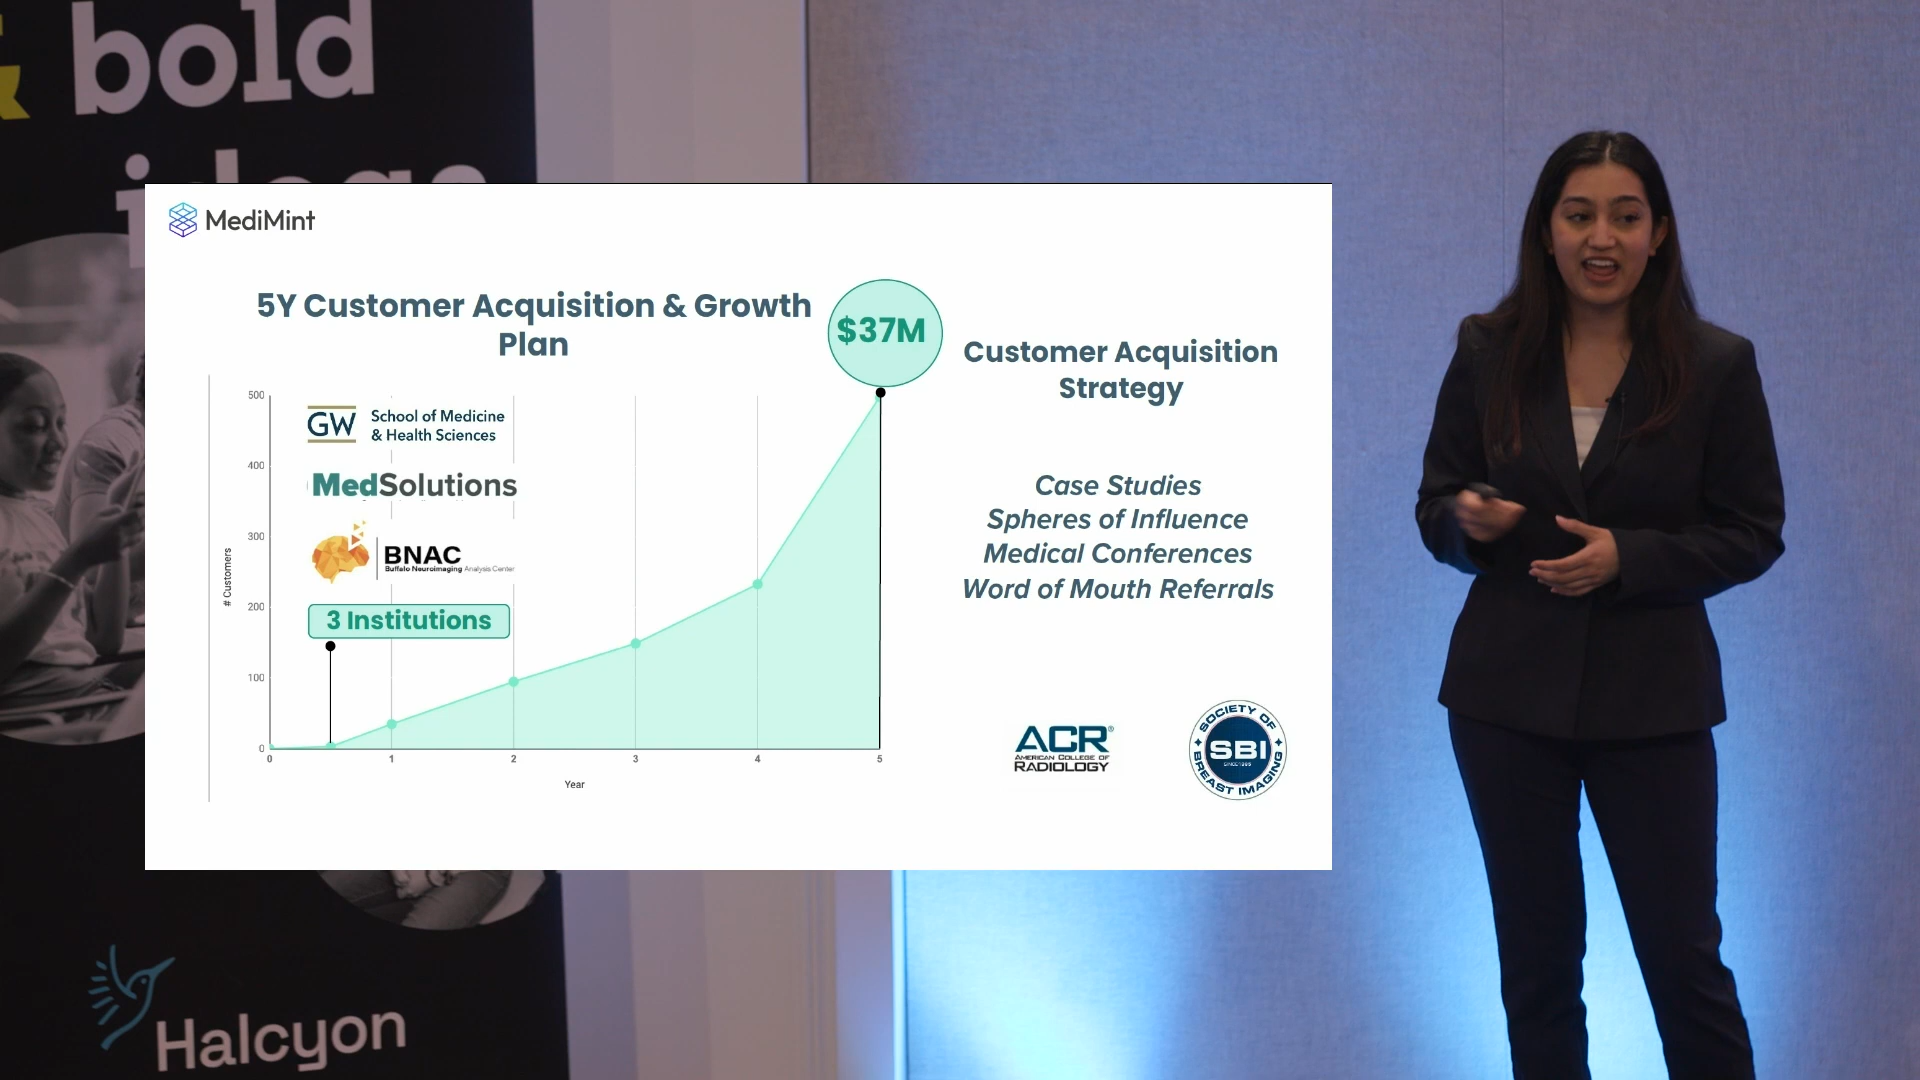 & bold
ideas
MediMint
5Y Customer Acquisition & Growth
Plan
$37M
Customer Acquisition
Strategy
500
400
300
200
100
0
# Customers
GW School of Medicine
& Health Sciences
MedSolutions
BNAC
Buffalo Neuroimaging Analysis Center
3 Institutions
0 1 2 3 4 5
Year
Case Studies
Spheres of Influence
Medical Conferences
Word of Mouth Referrals
ACR®
AMERICAN COLLEGE OF
RADIOLOGY
SOCIETY OF
SBI
SINCE 1985
BREAST IMAGING
Halcyon